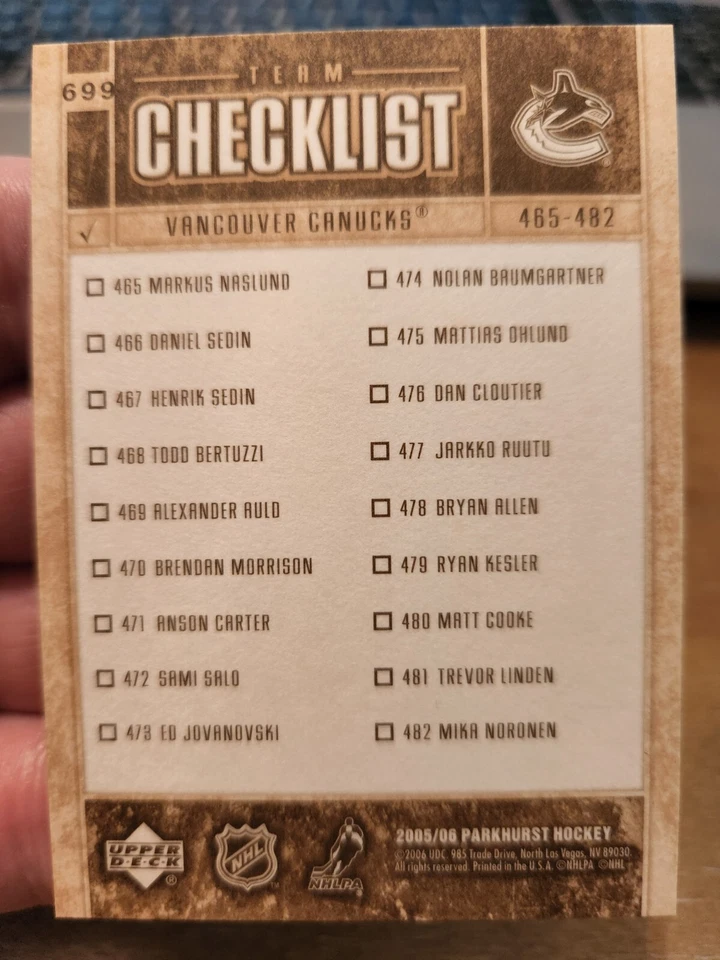 699
TEAM
CHECKLIST
✓ VANCOUVER CANUCKS® 465-482
465 MARKUS NASLUND
466 DANIEL SEDIN
467 HENRIK SEDIN
468 TODD BERTUZZI
469 ALEXANDER AULD
470 BRENDAN MORRISON
471 ANSON CARTER
472 SAMI SALO
473 ED JOVANOVSKI
474 NOLAN BAUMGARTNER
475 MATTIAS OHLUND
476 DAN CLOUTIER
477 JARKKO RUUTU
478 BRYAN ALLEN
479 RYAN KESLER
480 MATT COOKE
481 TREVOR LINDEN
482 MIKA NORONEN
UPPER
D·E·C·K
®
NHL
NHLPA
2005/06 PARKHURST HOCKEY
©2006 UDC. 985 Trade Drive, North Las Vegas, NV 89030.
All rights reserved. Printed in the U.S.A. ©NHLPA ©NHL